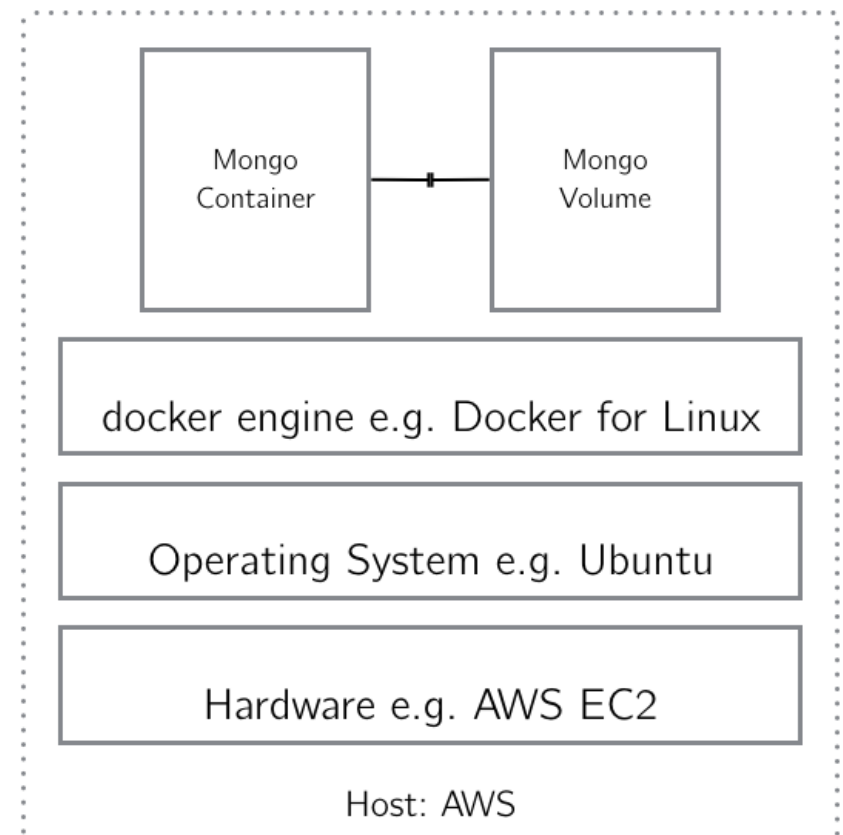 Mongo
Container
Mongo
Volume
docker engine e.g. Docker for Linux
Operating System e.g. Ubuntu
Hardware e.g. AWS EC2
Host: AWS